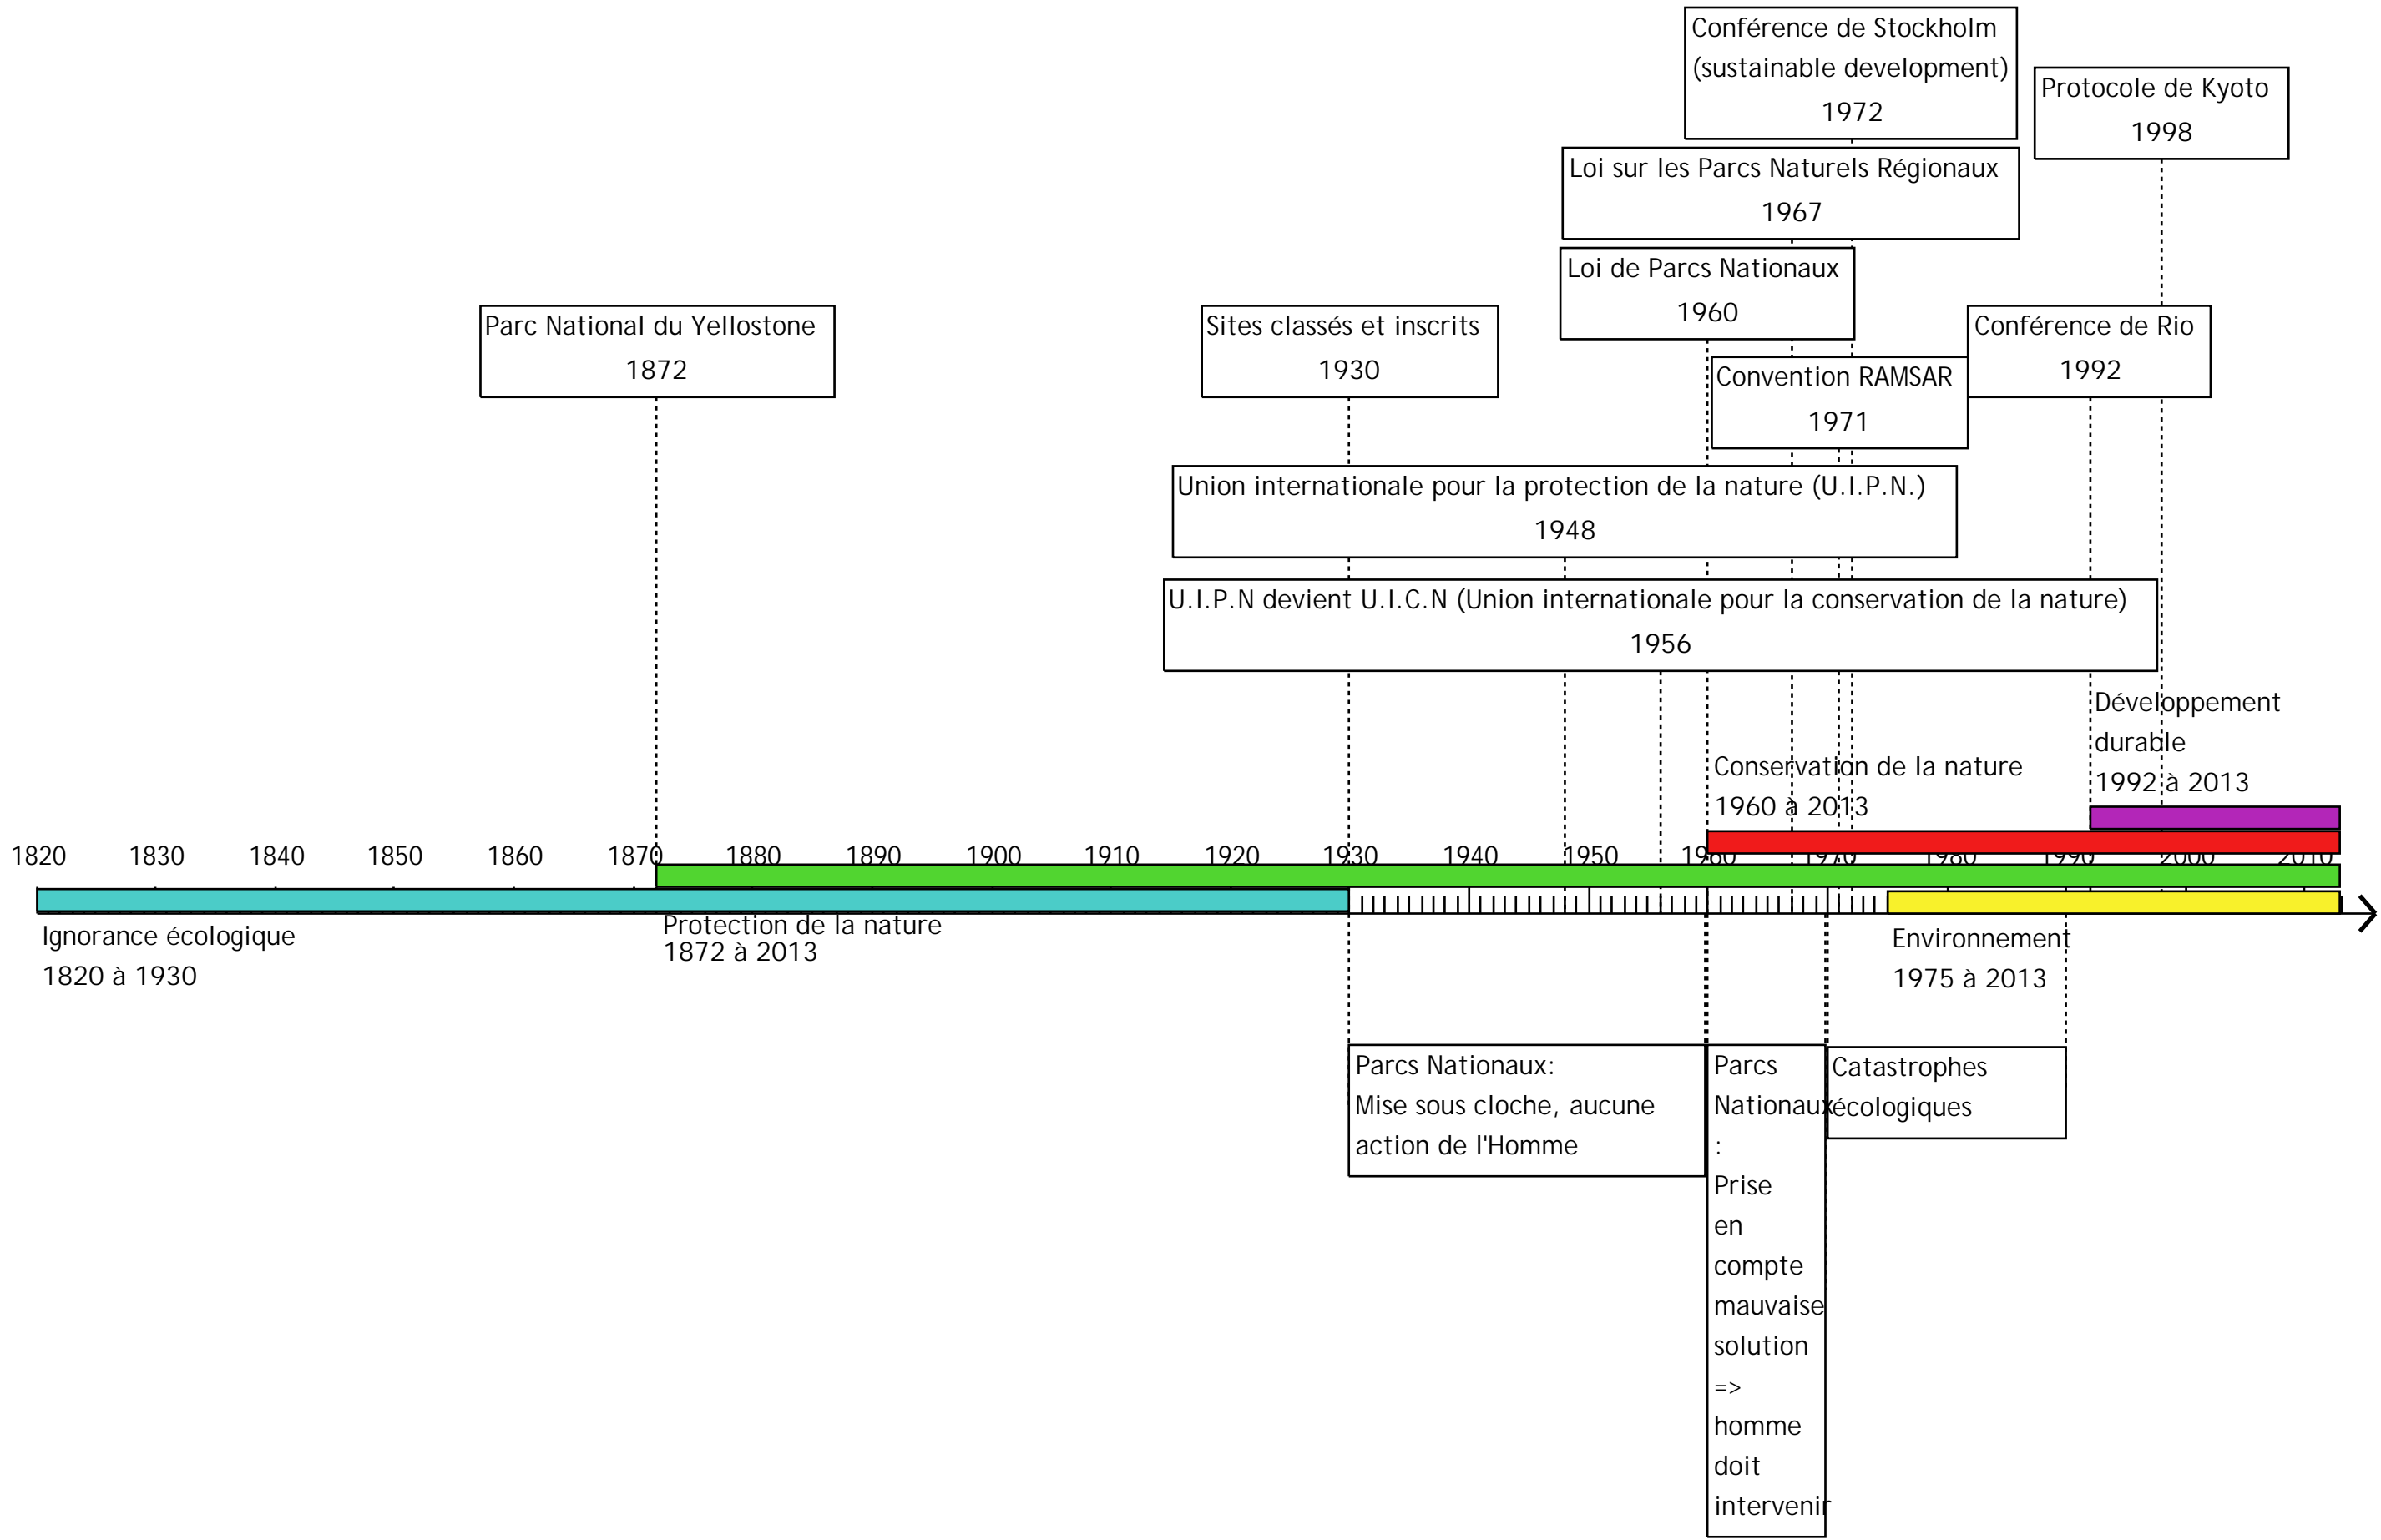 Conférence de Stockholm
(sustainable development)
1972
Protocole de Kyoto
1998
Loi sur les Parcs Naturels Régionaux
1967
Loi de Parcs Nationaux
1960
Parc National du Yellostone
1872
Sites classés et inscrits
1930
Conférence de Rio
1992
Convention RAMSAR
1971
Union internationale pour la protection de la nature (U.I.P.N.)
1948
U.I.P.N devient U.I.C.N (Union internationale pour la conservation de la nature)
1956
Développement
durable
1992 à 2013
Conservation de la nature
1960 à 2013
1820 1830 1840 1850 1860 1870 1880 1890 1900 1910 1920 1930 1940 1950 1960 1970 1980 1990 2000 2010
Ignorance écologique
1820 à 1930
Protection de la nature
1872 à 2013
Environnement
1975 à 2013
Parcs Nationaux:
Mise sous cloche, aucune
action de l'Homme
Parcs
Nationaux
:
Prise
en
compte
mauvaise
solution
=>
homme
doit
intervenir
Catastrophes
écologiques